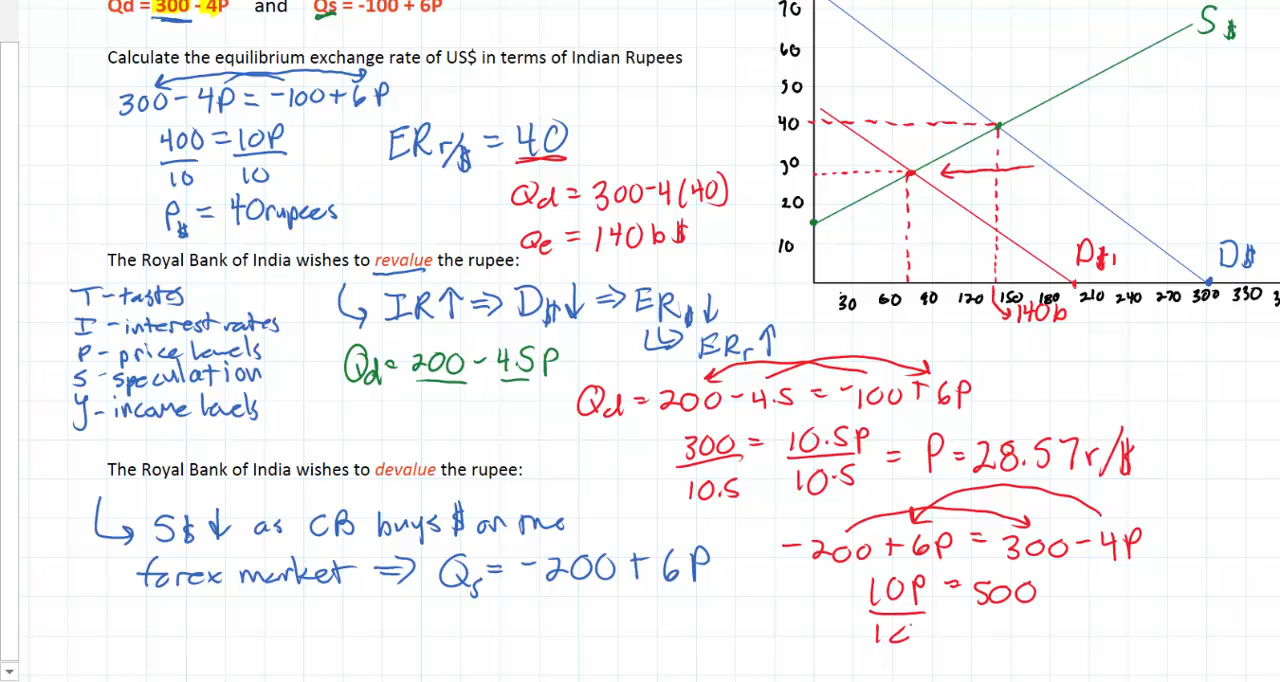 Qd = 300 - 4P and Qs = -100 + 6P
Calculate the equilibrium exchange rate of US$ in terms of Indian Rupees
300 - 4P = -100 + 6P
400 = 10P
10 10
P$ = 40 rupees
ER r/$ = 40
Qd = 300 - 4(40)
Qe = 140b $
The Royal Bank of India wishes to revalue the rupee:
T - tastes
I - interest rates
P - price levels
S - speculation
Y - income levels
IR↑ ⇒ D$↓ ⇒ ER$↓
ERr↑
Qd = 200 - 4.5P
Qd = 200 - 4.5 = -100 + 6P
300 = 10.5P = P = 28.57 r/$
10.5 10.5
The Royal Bank of India wishes to devalue the rupee:
S$↓ as CB buys $ on
forex market ⇒ Qs = -200 + 6P
-200 + 6P = 300 - 4P
10P = 500
70
60
50
40
30
20
10
30 60 90 120 150 180 210 240 270 300 330
140b
S$
D$1
D$